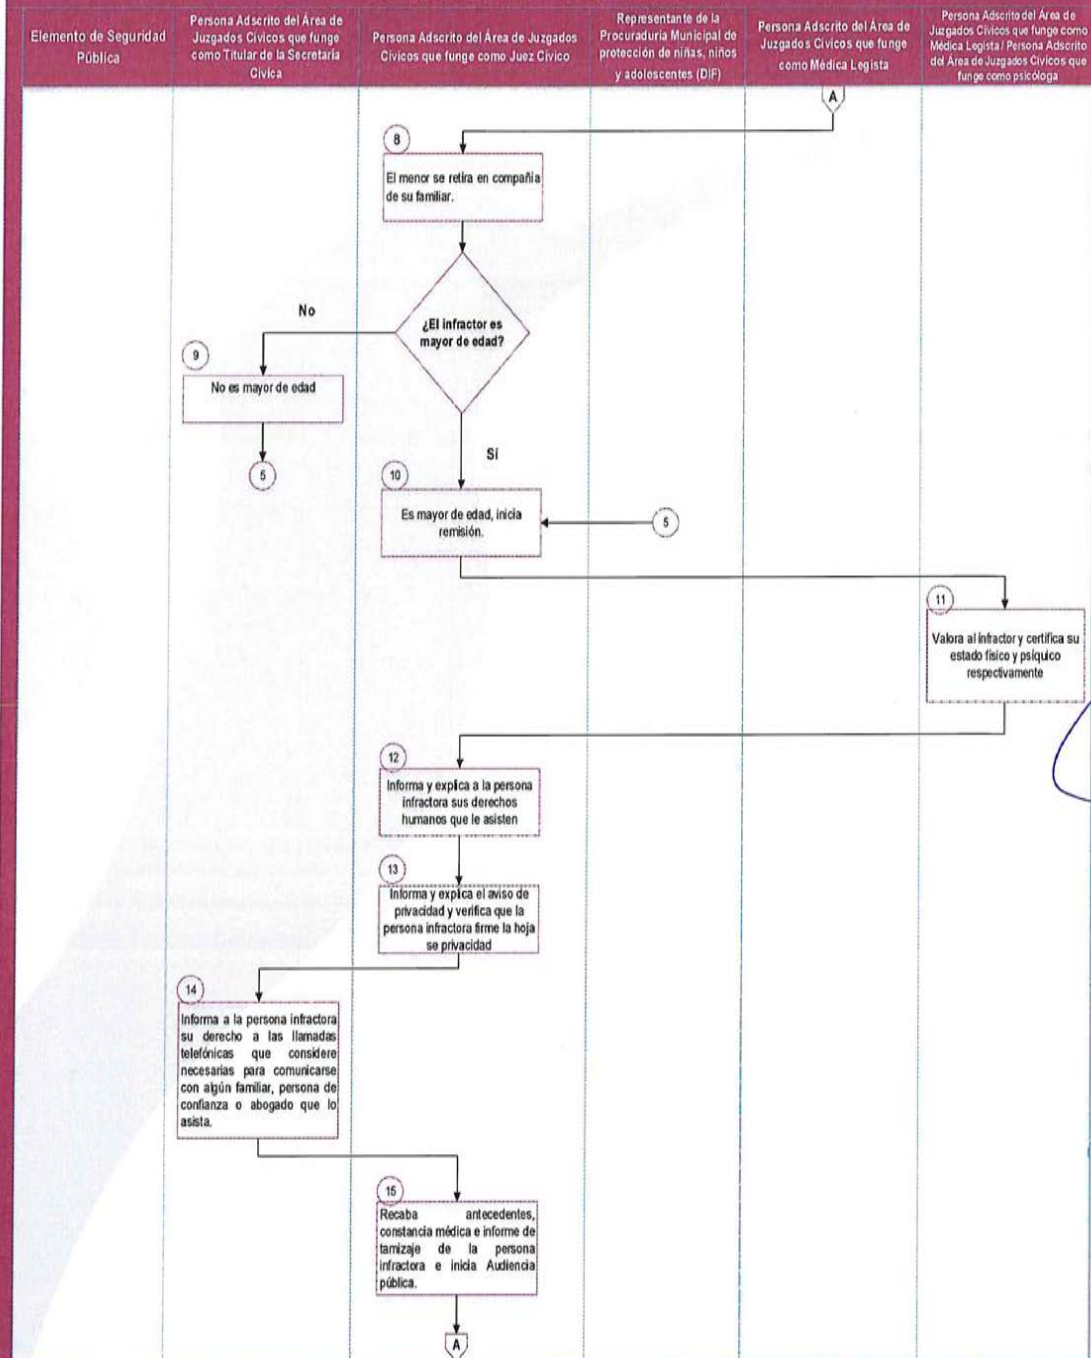 Elemento de Seguridad
Pública
Persona Adscrito del Área de
Juzgados Cívicos que funge
como Titular de la Secretaria
Cívica
Persona Adscrito del Área de Juzgados
Cívicos que funge como Juez Cívico
Representante de la
Procuraduría Municipal de
protección de niñas, niños
y adolescentes (DIF)
Persona Adscrito del Área de
Juzgados Cívicos que funge
como Médica Legista
Persona Adscrito del Área de
Juzgados Cívicos que funge como
Médica Legista / Persona Adscrito
del Área de Juzgados Cívicos que
funge como psicóloga
A
8
El menor se retira en compañía
de su familiar.
¿El infractor es
mayor de edad?
No
9
No es mayor de edad
5
Sí
10
Es mayor de edad, inicia
remisión.
5
11
Valora al infractor y certifica su
estado físico y psíquico
respectivamente
12
Informa y explica a la persona
infractora sus derechos
humanos que le asisten
13
Informa y explica el aviso de
privacidad y verifica que la
persona infractora firme la hoja
se privacidad
14
Informa a la persona infractora
su derecho a las llamadas
telefónicas que considere
necesarias para comunicarse
con algún familiar, persona de
confianza o abogado que lo
asista.
15
Recaba antecedentes,
constancia médica e informe de
tamizaje de la persona
infractora e inicia Audiencia
pública.
A